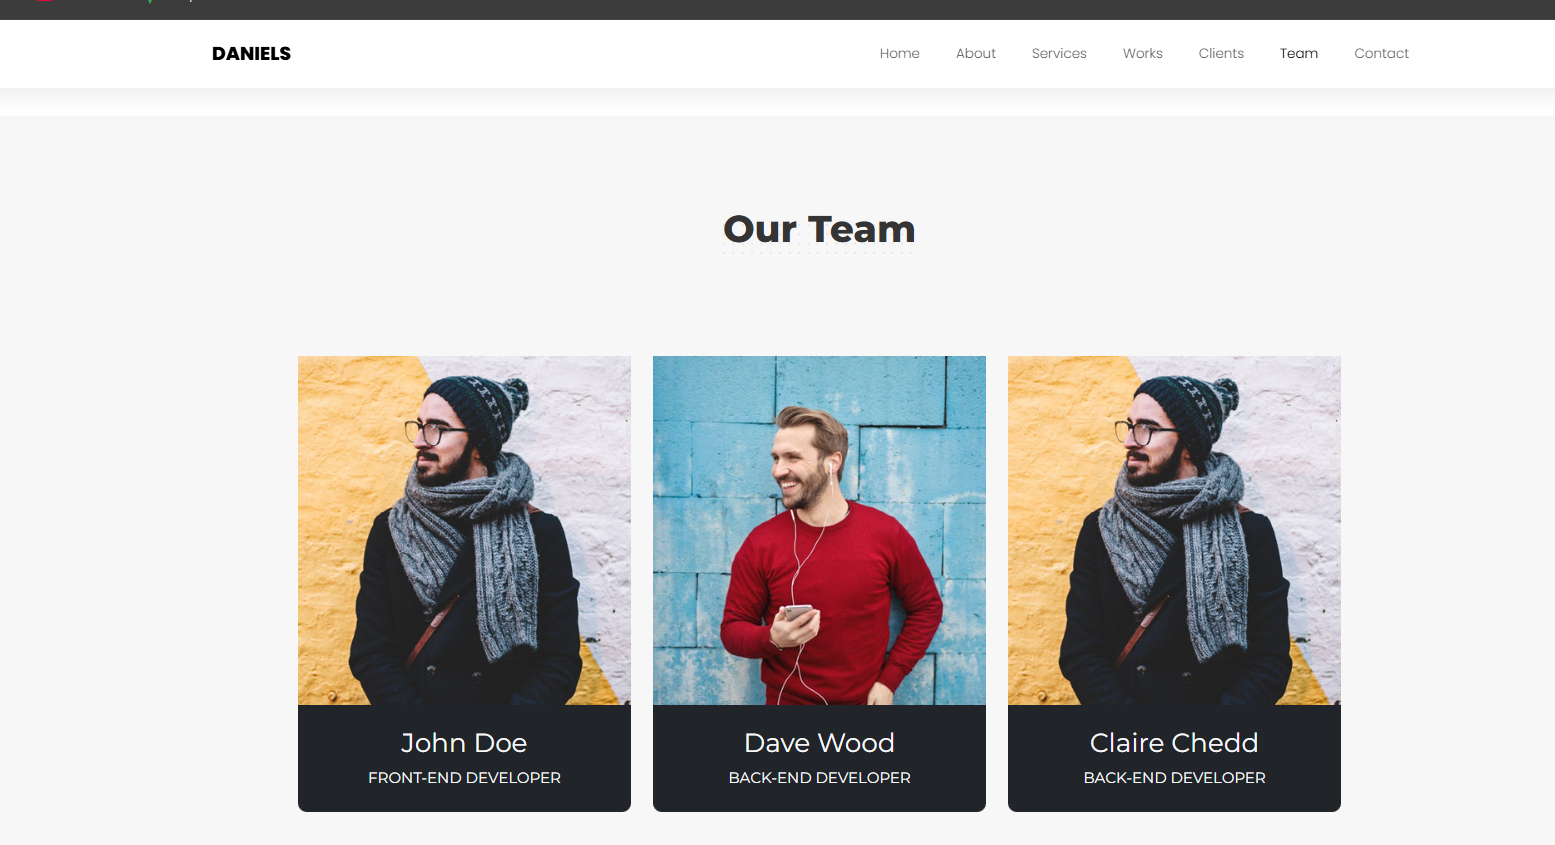 DANIELS
Home About Services Works Clients Team Contact
Our Team
John Doe
FRONT-END DEVELOPER
Dave Wood
BACK-END DEVELOPER
Claire Chedd
BACK-END DEVELOPER